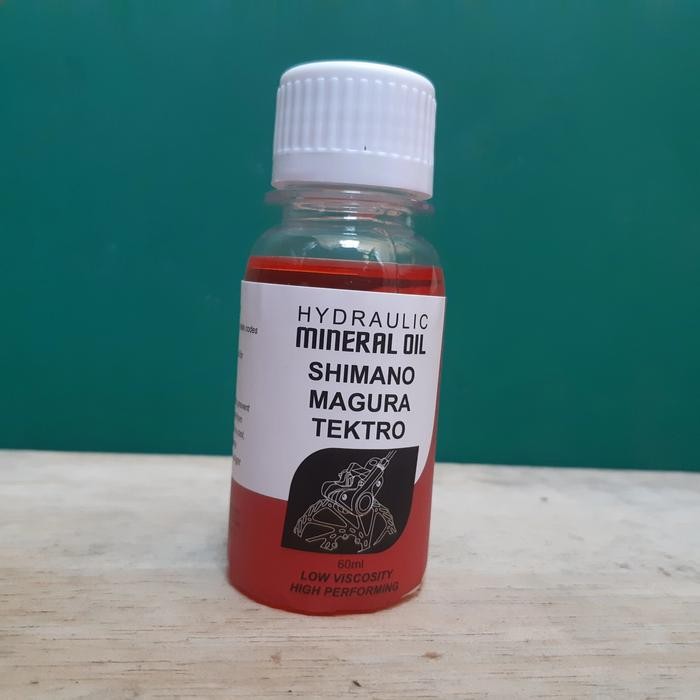 HYDRAULIC
MINERAL OIL
SHIMANO
MAGURA
TEKTRO
60ml
LOW VISCOSITY
HIGH PERFORMING